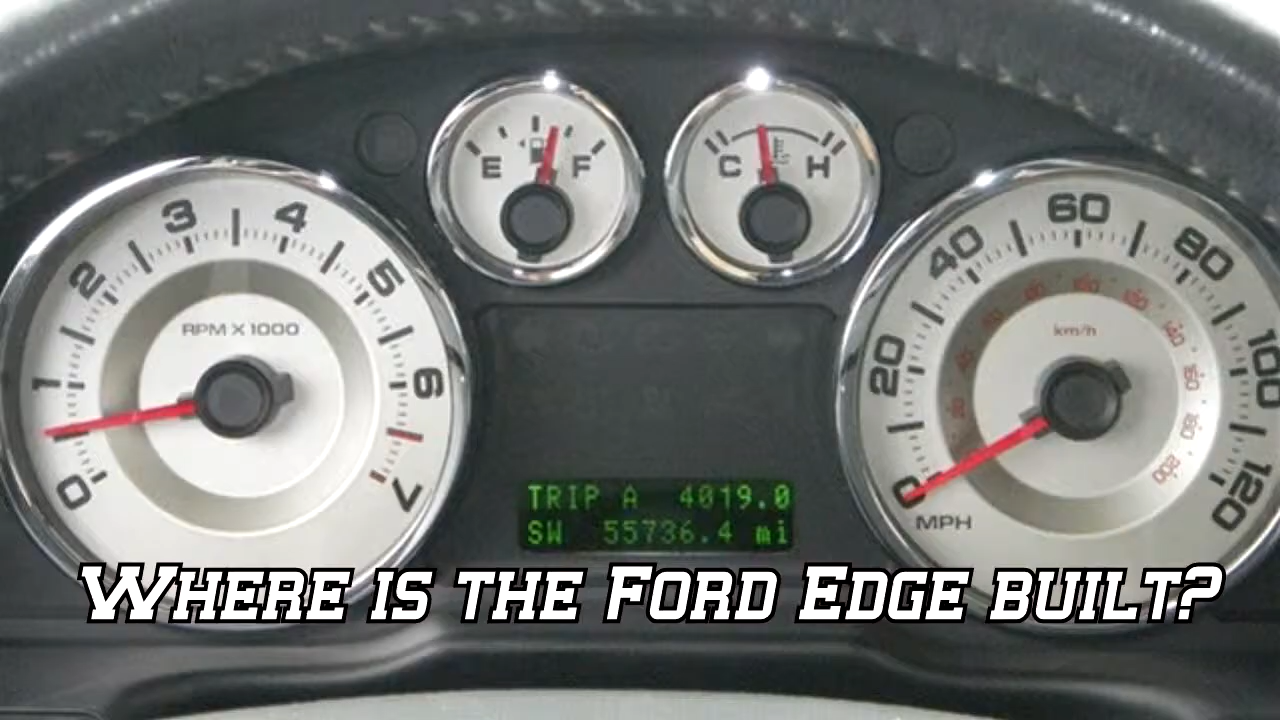 E F
C H
0 1 2 3 4 5 6 7
RPM X 1000
0 20 40 60 80 100 120
MPH
km/h
TRIP A 4019.0
SW 55736.4 mi
WHERE IS THE FORD EDGE BUILT?